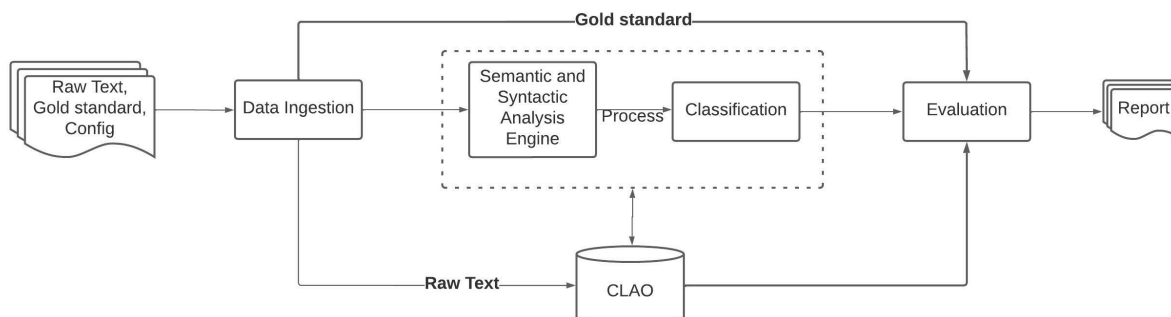 Gold standard
Raw Text,
Gold standard,
Config
Data Ingestion
Semantic and
Syntactic
Analysis
Engine
Process
Classification
Evaluation
Report
Raw Text
CLAO